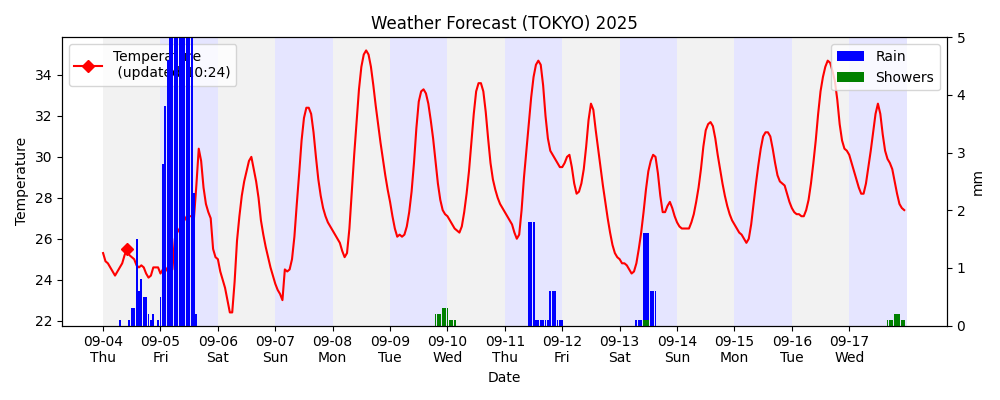 Weather Forecast (TOKYO) 2025
Temperature
(updated 10:24)
Rain
Showers
Temperature
34
32
30
28
26
24
22
5
4
3
2
1
0
mm
09-04 09-05 09-06 09-07 09-08 09-09 09-10 09-11 09-12 09-13 09-14 09-15 09-16 09-17
Thu Fri Sat Sun Mon Tue Wed Thu Fri Sat Sun Mon Tue Wed
Date